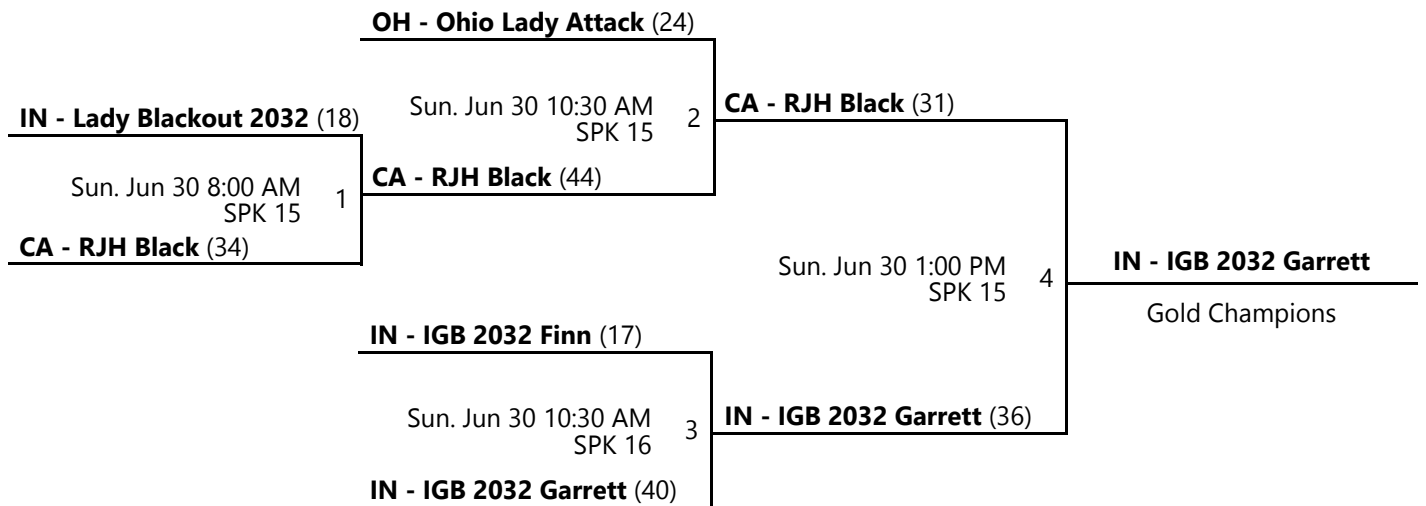 OH - Ohio Lady Attack (24)
IN - Lady Blackout 2032 (18)
Sun. Jun 30 10:30 AM
SPK 15
2
CA - RJH Black (31)
Sun. Jun 30 8:00 AM
SPK 15
1
CA - RJH Black (44)
CA - RJH Black (34)
Sun. Jun 30 1:00 PM
SPK 15
4
IN - IGB 2032 Garrett
Gold Champions
IN - IGB 2032 Finn (17)
Sun. Jun 30 10:30 AM
SPK 16
3
IN - IGB 2032 Garrett (36)
IN - IGB 2032 Garrett (40)